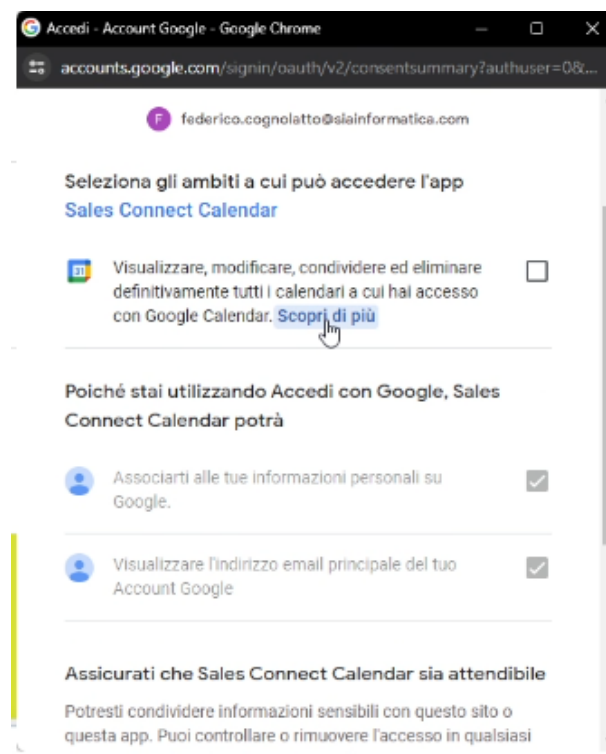 Accedi - Account Google - Google Chrome
accounts.google.com/signin/oauth/v2/consentsummary?authuser=0&...
F federico.cognolatto@siainformatica.com
Seleziona gli ambiti a cui può accedere l'app
Sales Connect Calendar
31 Visualizzare, modificare, condividere ed eliminare
definitivamente tutti i calendari a cui hai accesso
con Google Calendar. Scopri di più
Poiché stai utilizzando Accedi con Google, Sales
Connect Calendar potrà
Associarti alle tue informazioni personali su
Google.
Visualizzare l'indirizzo email principale del tuo
Account Google
Assicurati che Sales Connect Calendar sia attendibile
Potresti condividere informazioni sensibili con questo sito o
questa app. Puoi controllare o rimuovere l'accesso in qualsiasi